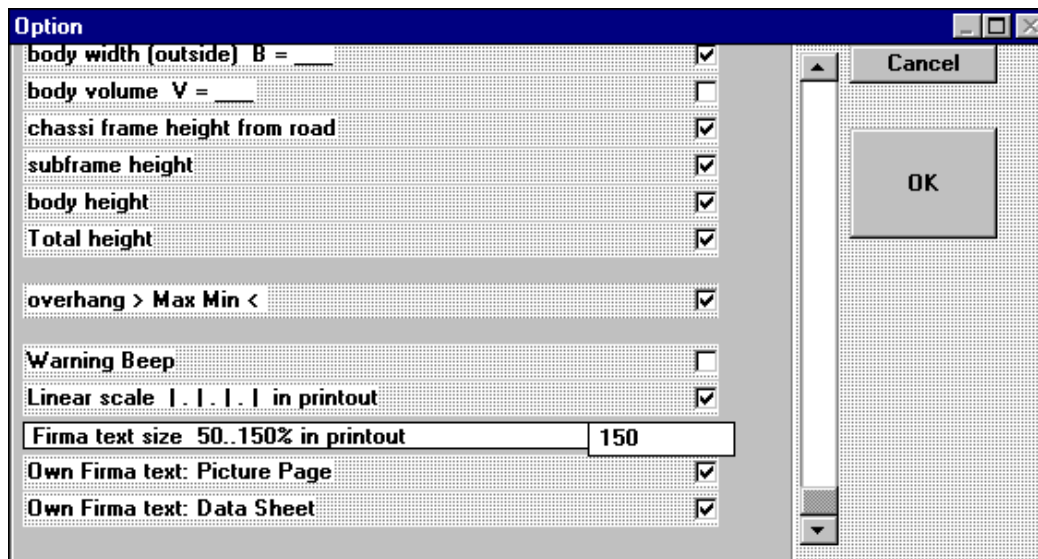 Option
body width (outside) B = ___
Cancel
body volume V = ___
chassi frame height from road
subframe height
OK
body height
Total height
overhang > Max Min <
Warning Beep
Linear scale | . | . | . | in printout
Firma text size 50..150% in printout 150
Own Firma text: Picture Page
Own Firma text: Data Sheet